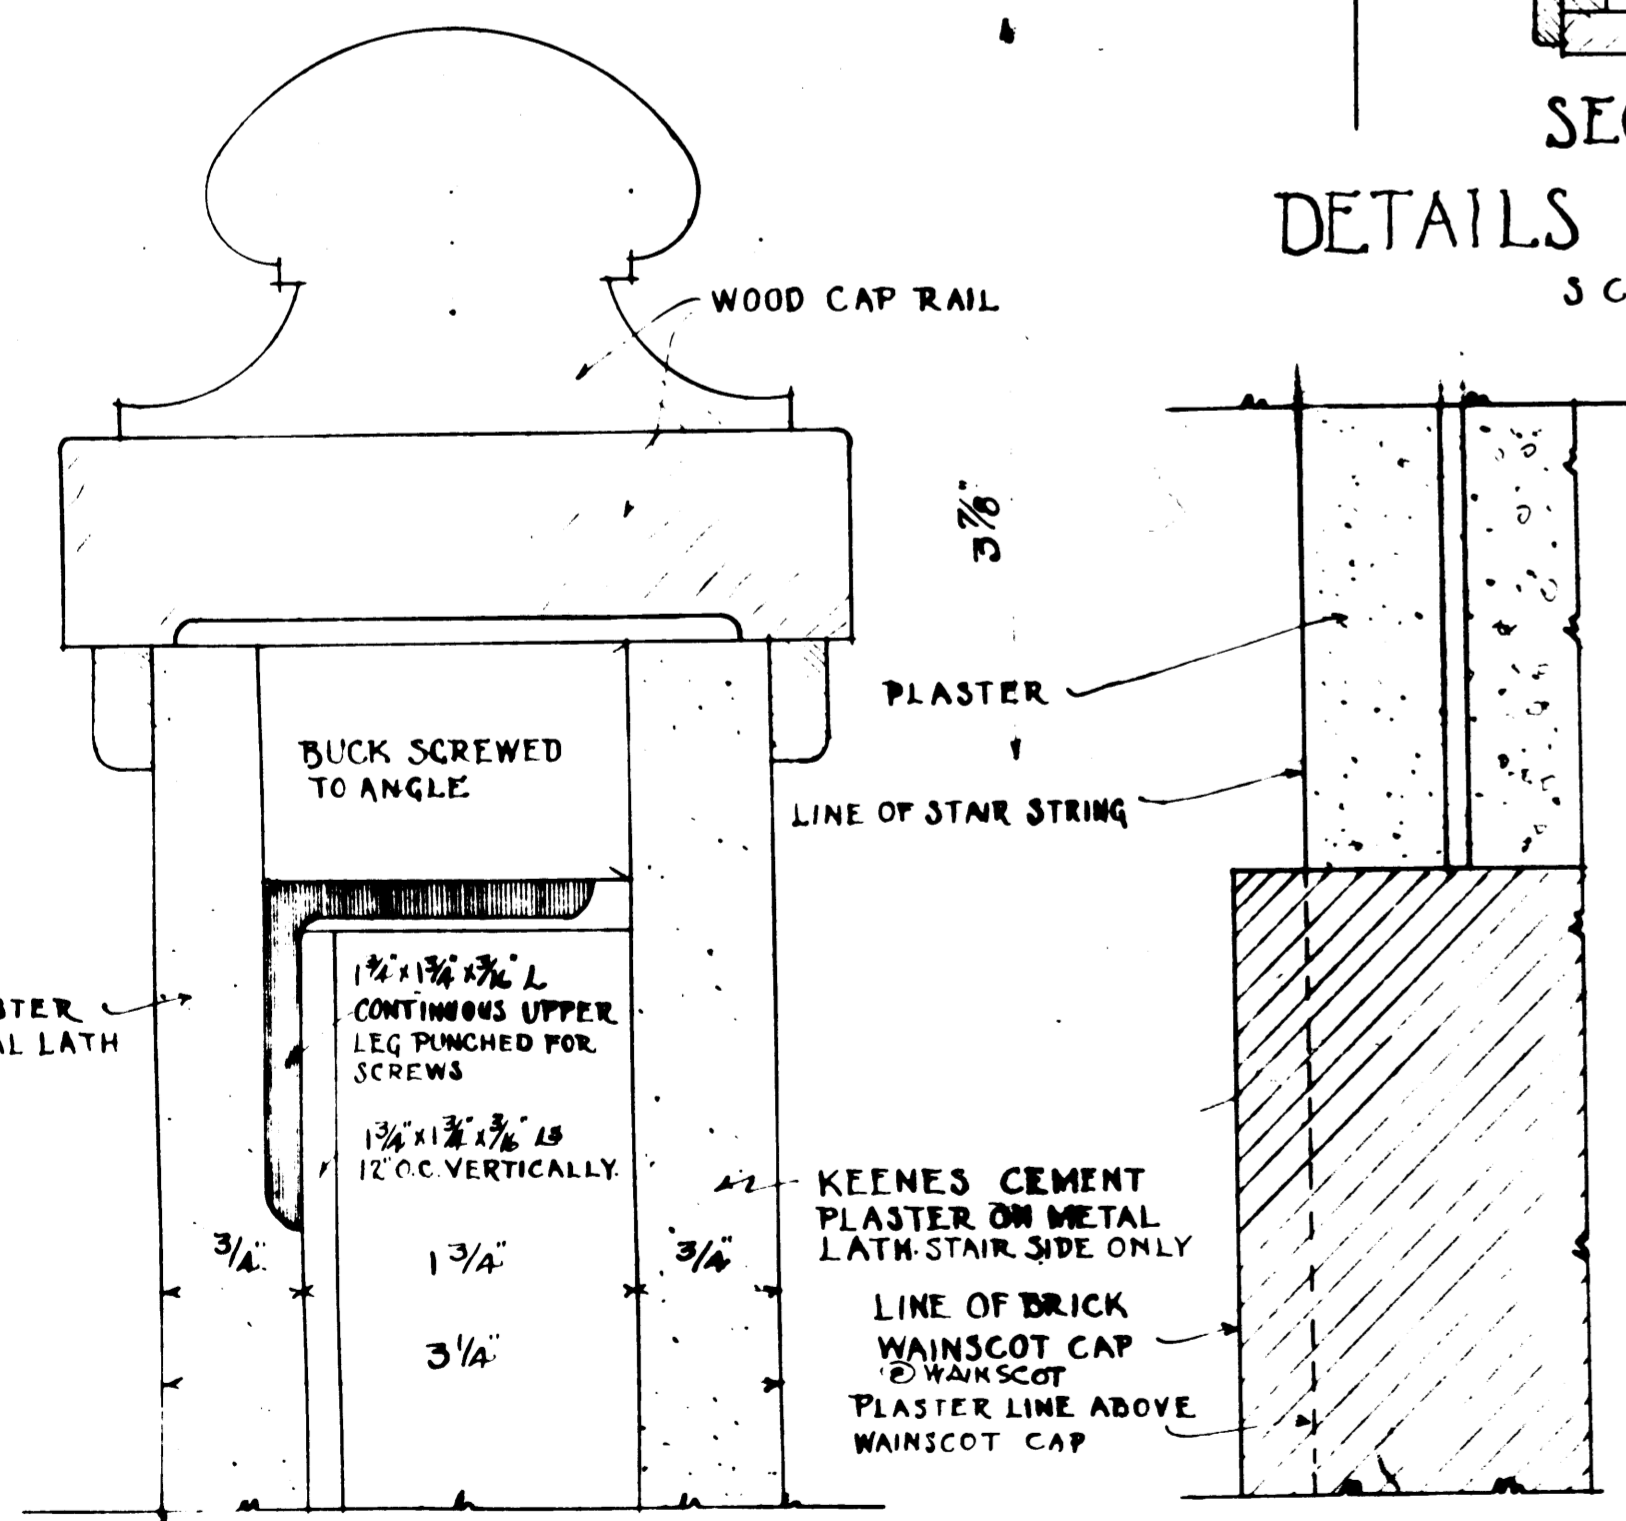 SEC
DETAILS
SC
WOOD CAP RAIL
3 7/8"
PLASTER
LINE OF STAIR STRING
BUCK SCREWED
TO ANGLE
STER
AL LATH
1 3/4" x 1 3/4" x 3/16" L
CONTINUOUS UPPER
LEG PUNCHED FOR
SCREWS
1 3/4" x 1 3/4" x 3/16" LS
12" O.C. VERTICALLY.
3/4"
1 3/4"
3/4"
3 1/4"
KEENES CEMENT
PLASTER ON METAL
LATH. STAIR SIDE ONLY
LINE OF BRICK
WAINSCOT CAP
@ WAINSCOT
PLASTER LINE ABOVE
WAINSCOT CAP